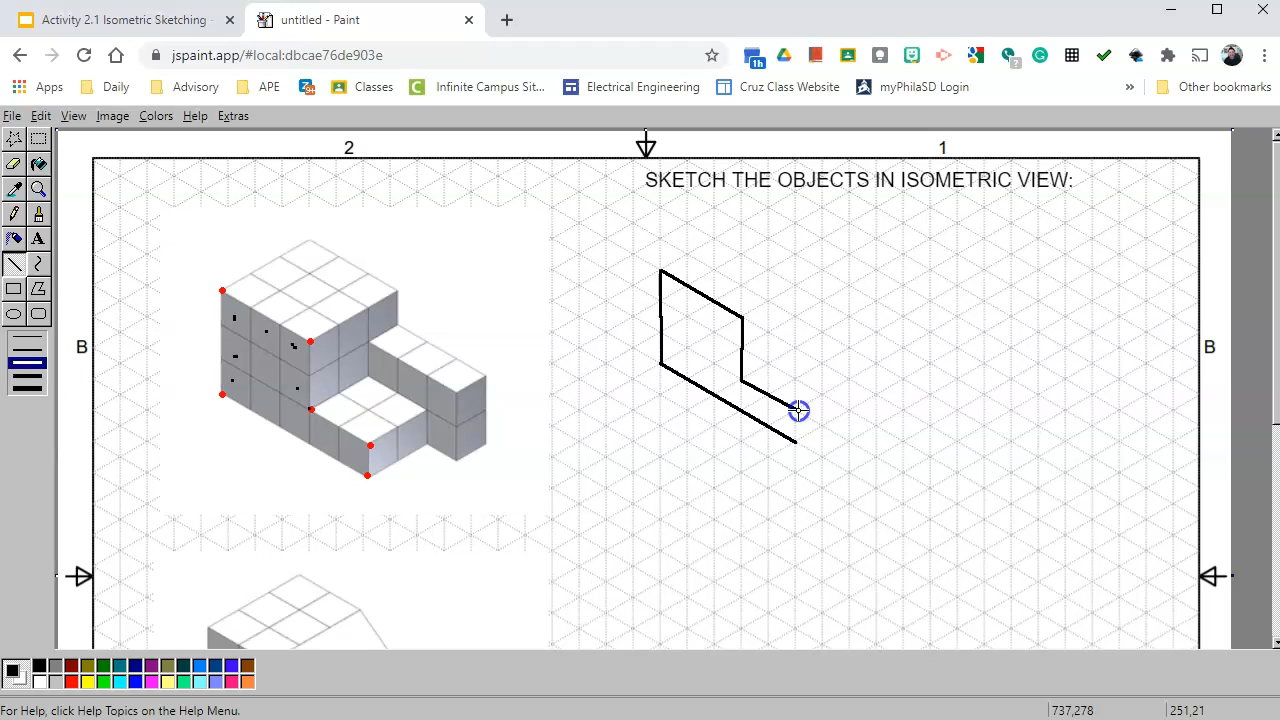 Activity 2.1 Isometric Sketching -
untitled - Paint
jspaint.app/#local:dbcae76de903e
1h
?
Apps
Daily
Advisory
APE
Classes
Infinite Campus Sit...
Electrical Engineering
Cruz Class Website
myPhilaSD Login
»
Other bookmarks
File Edit View Image Colors Help Extras
2
1
SKETCH THE OBJECTS IN ISOMETRIC VIEW:
B
B
A
For Help, click Help Topics on the Help Menu.
737,278
251,21